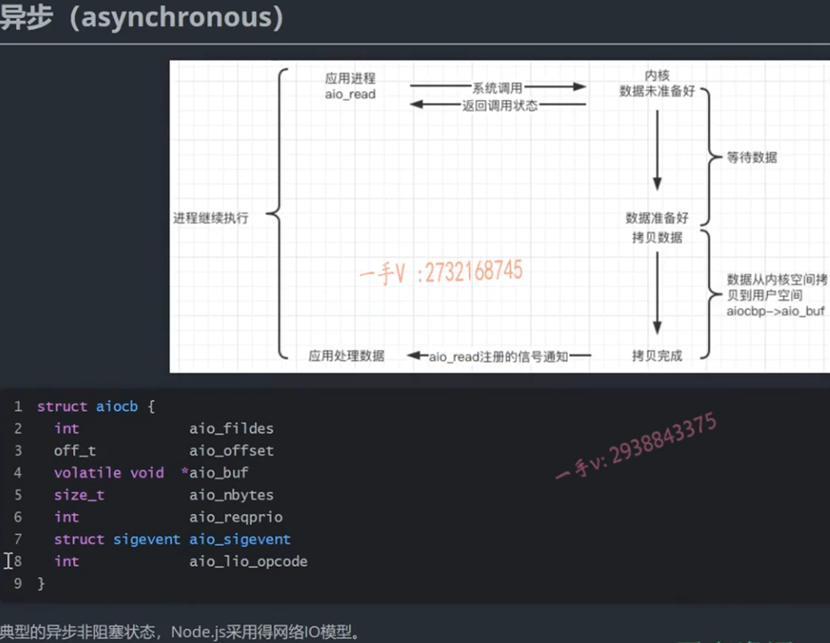 异步（asynchronous）
应用进程
aio_read
系统调用
返回调用状态
内核
数据未准备好
等待数据
进程继续执行
数据准备好
拷贝数据
一手V :2732168745
数据从内核空间拷
贝到用户空间
aiocbp->aio_buf
应用处理数据
aio_read注册的信号通知
拷贝完成
1 struct aiocb {
2 int aio_fildes
3 off_t aio_offset
4 volatile void *aio_buf
5 size_t aio_nbytes
6 int aio_reqprio
7 struct sigevent aio_sigevent
8 int aio_lio_opcode
9 }
一手v: 2938843375
典型的异步非阻塞状态，Node.js采用得网络IO模型。